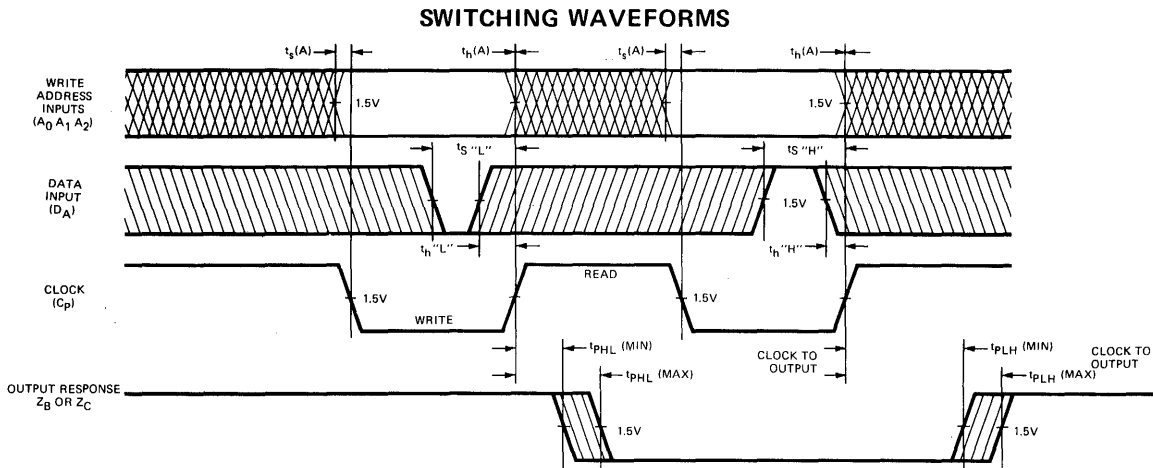 SWITCHING WAVEFORMS
ts(A) th(A) ts(A) th(A)
WRITE
ADDRESS
INPUTS
(A0 A1 A2)
1.5V 1.5V
tS "L" tS "H"
DATA
INPUT
(DA)
1.5V
th "L" th "H"
CLOCK
(CP)
READ
1.5V 1.5V
WRITE
tPHL (MIN) CLOCK TO
OUTPUT tPLH (MIN) CLOCK TO
OUTPUT
tPHL (MAX) tPLH (MAX)
OUTPUT RESPONSE
ZB OR ZC
1.5V 1.5V